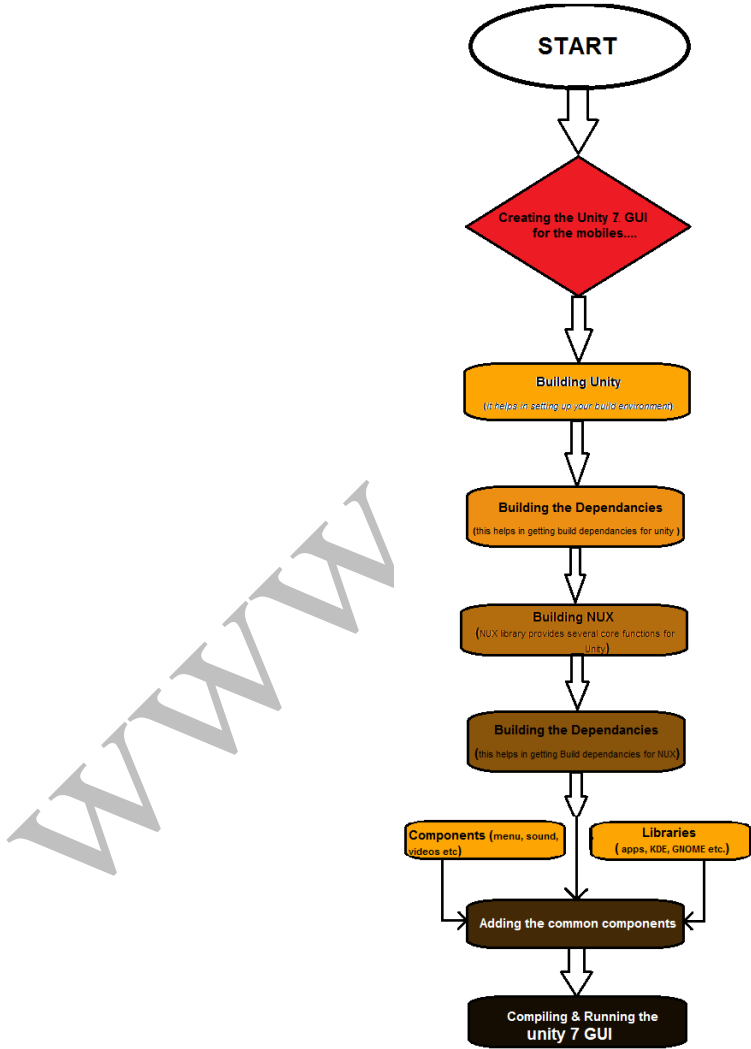 START
Creating the Unity 7. GUI
for the mobiles....
Building Unity
(it helps in setting up your build environment)
Building the Dependancies
(this helps in getting build dependancies for unity )
Building NUX
(NUX library provides several core functions for
Unity)
Building the Dependancies
(this helps in getting Build dependancies for NUX)
Components (menu, sound,
videos etc)
Libraries
( apps, KDE, GNOME etc.)
Adding the common components
Compiling & Running the
unity 7 GUI
www